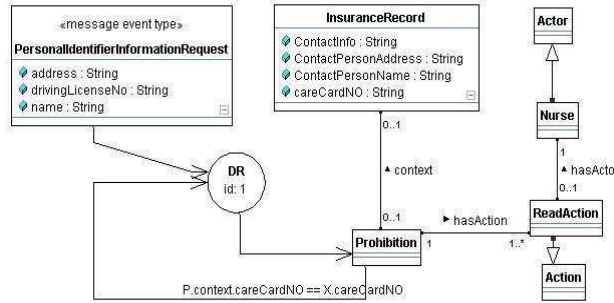 «message event type»
PersonalIdentifierInformationRequest
address : String
drivingLicenseNo : String
name : String
InsuranceRecord
ContactInfo : String
ContactPersonAddress : String
ContactPersonName : String
careCardNO : String
Actor
Nurse
1
hasActo
0..1
ReadAction
Action
0..1
context
0..1
DR
id: 1
hasAction
Prohibition
1
1..*
P.context.careCardNO == X.careCardNO